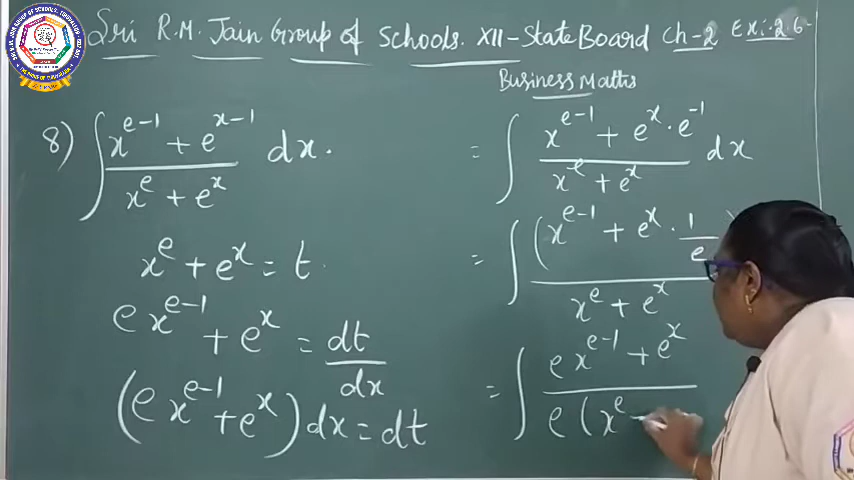 Sri R.M. Jain Group of Schools. XII-State Board Ch-2 Ex:-2.6-
Business Maths
8) ∫ (x^(e-1) + e^(x-1)) / (x^e + e^x) dx.
x^e + e^x = t.
e x^(e-1) + e^x = dt/dx
(e x^(e-1) + e^x) dx = dt
= ∫ (x^(e-1) + e^x · e^(-1)) / (x^e + e^x) dx
= ∫ (x^(e-1) + e^x · 1/e) / (x^e + e^x)
= ∫ (e x^(e-1) + e^x) / (e (x^e